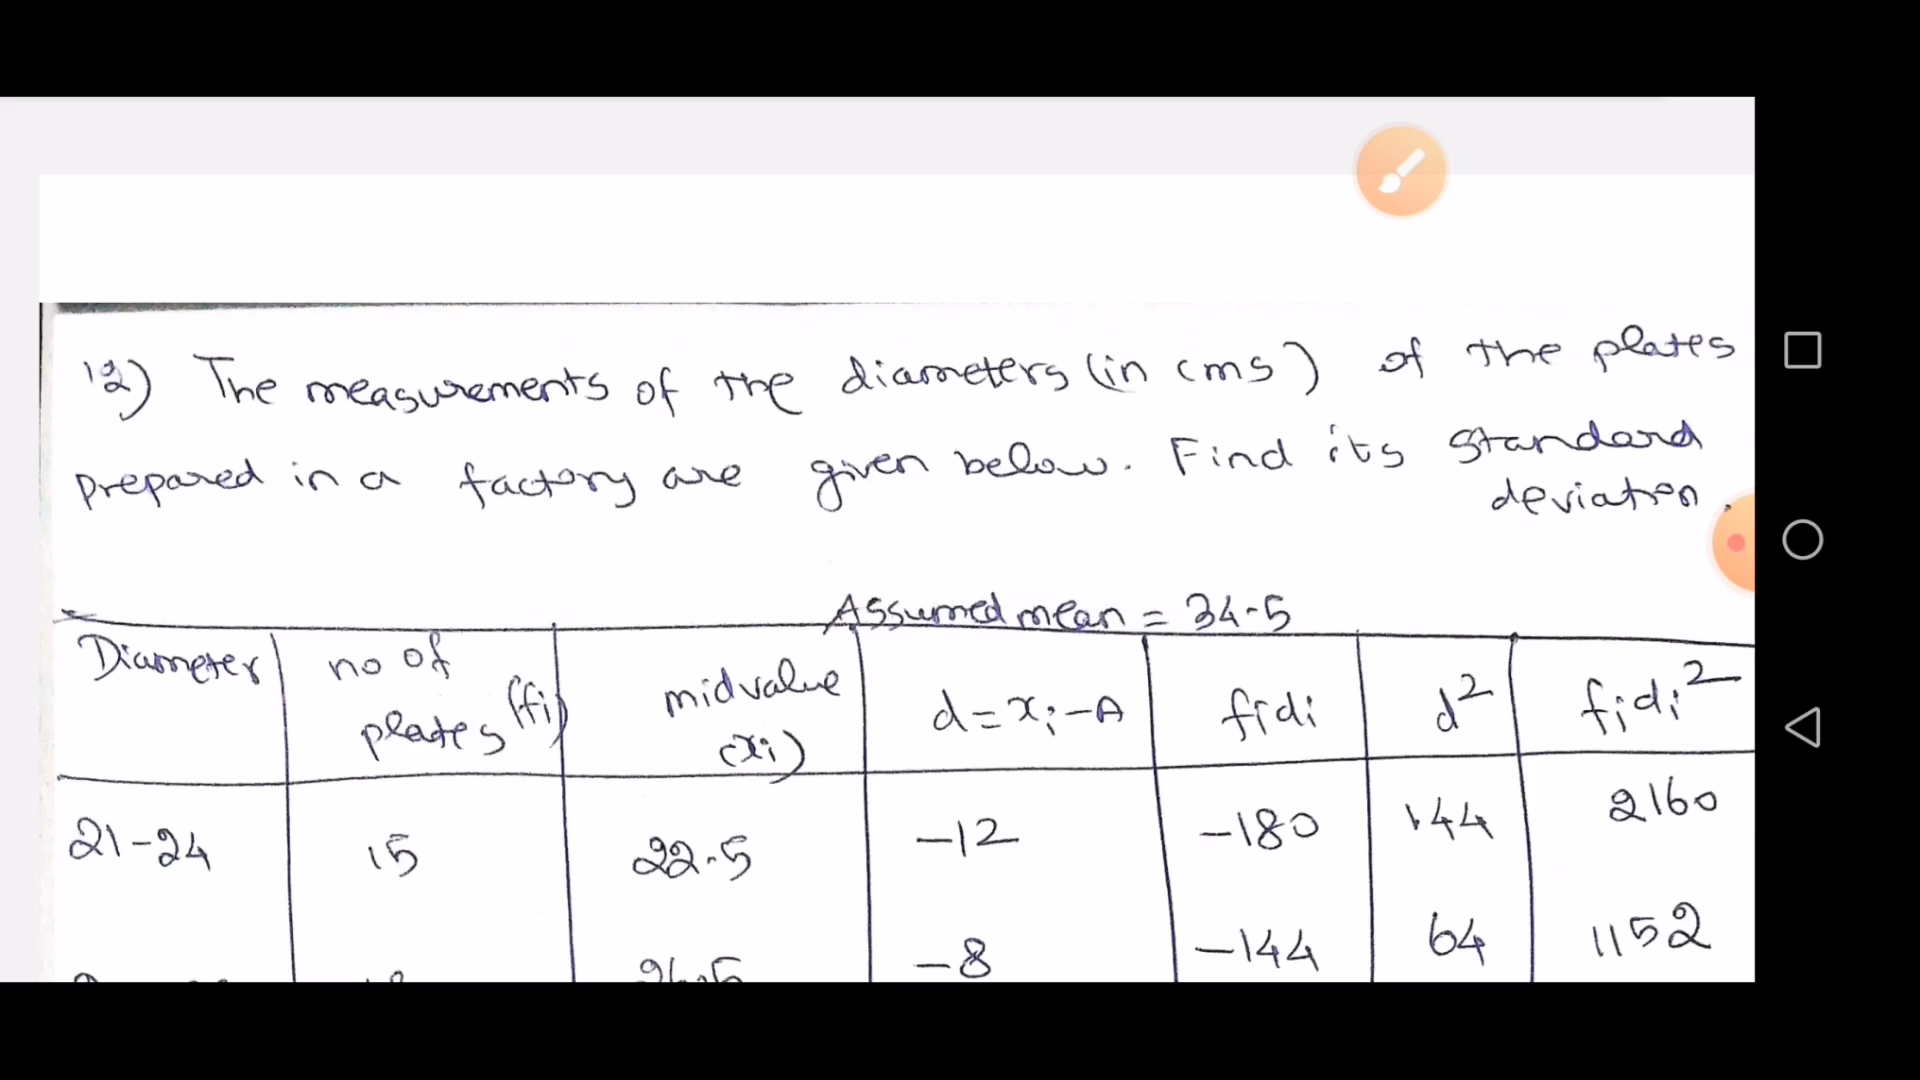 12) The measurements of the diameters (in cms) of the plates
prepared in a factory are given below. Find its standard
deviation.
Assumed mean = 34.5
Diameter no of plates (fi) midvalue (xi) d=xi-A fidi d² fidi²
21-24 15 22.5 -12 -180 144 2160
-8 -144 64 1152